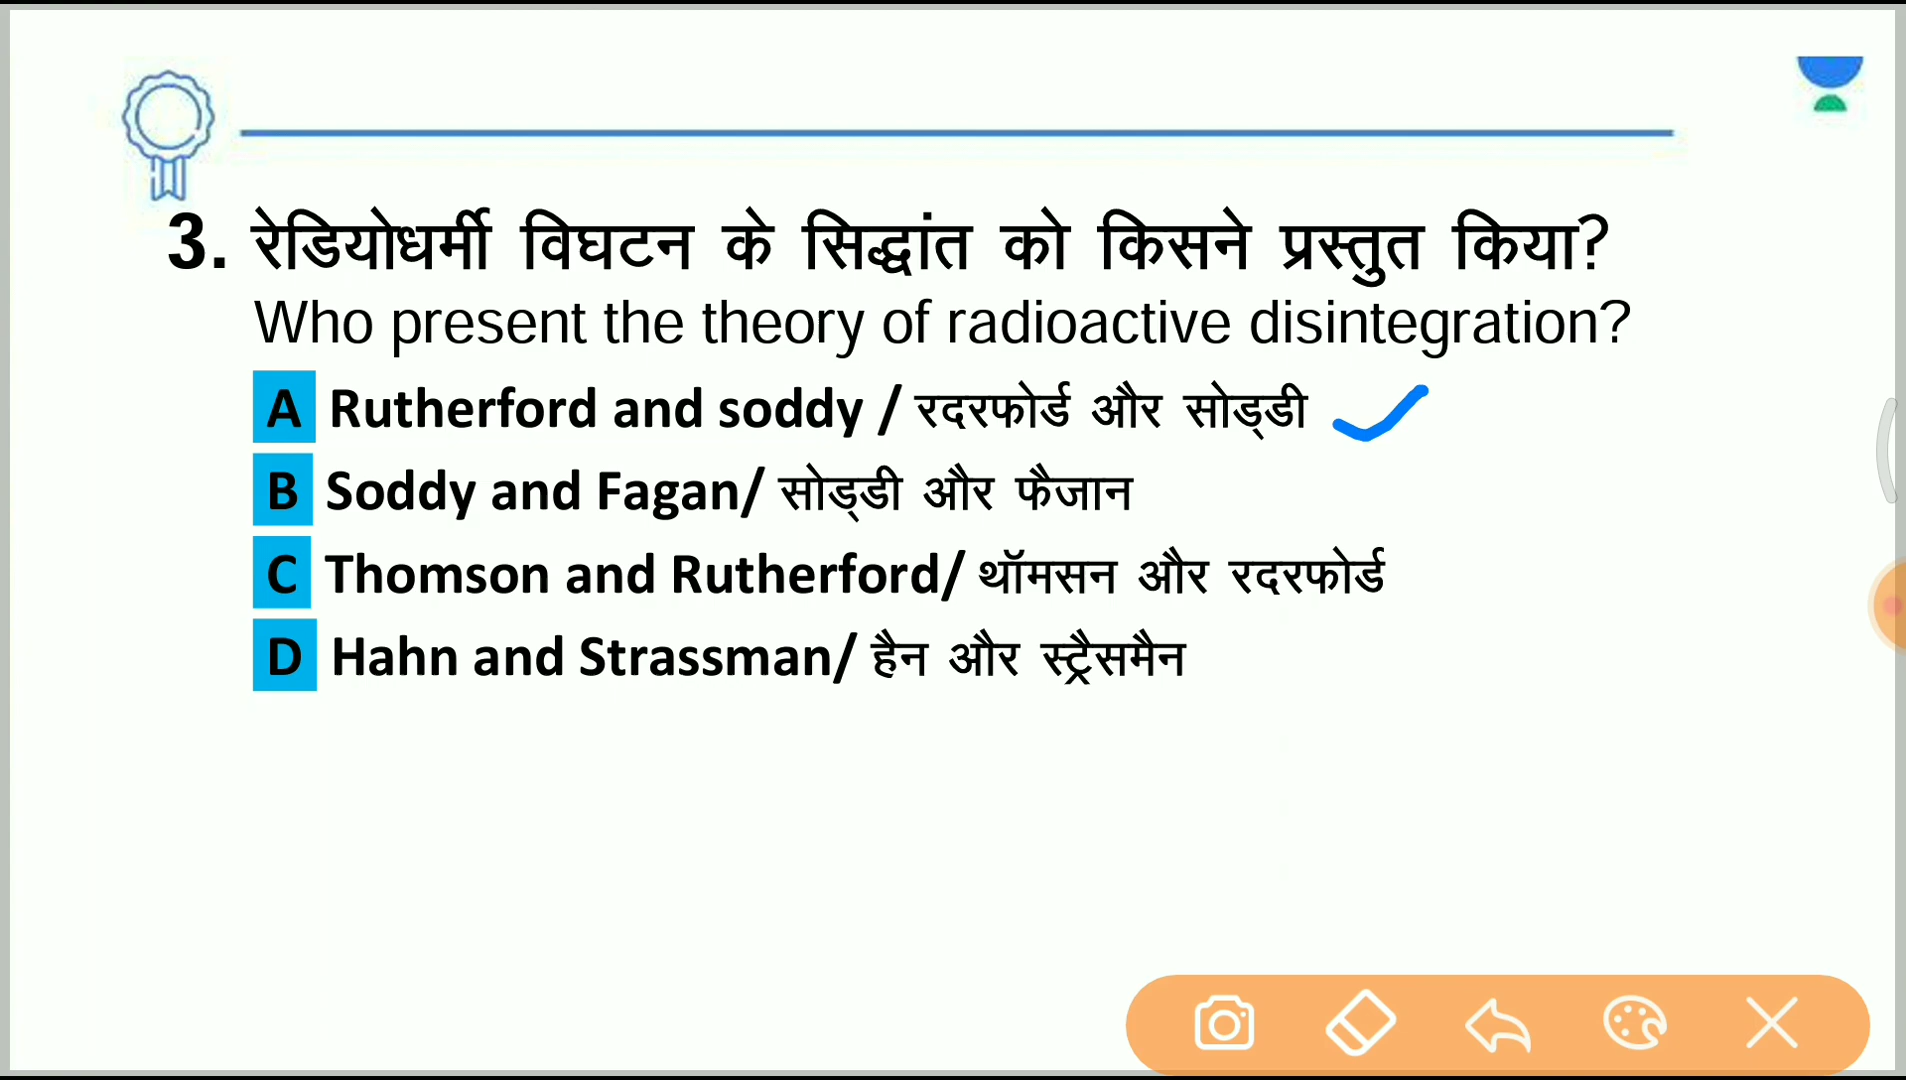 3. रेडियोधर्मी विघटन के सिद्धांत को किसने प्रस्तुत किया?
Who present the theory of radioactive disintegration?
A Rutherford and soddy / रदरफोर्ड और सोड्डी
B Soddy and Fagan/ सोड्डी और फैजान
C Thomson and Rutherford/ थॉमसन और रदरफोर्ड
D Hahn and Strassman/ हैन और स्ट्रैसमैन